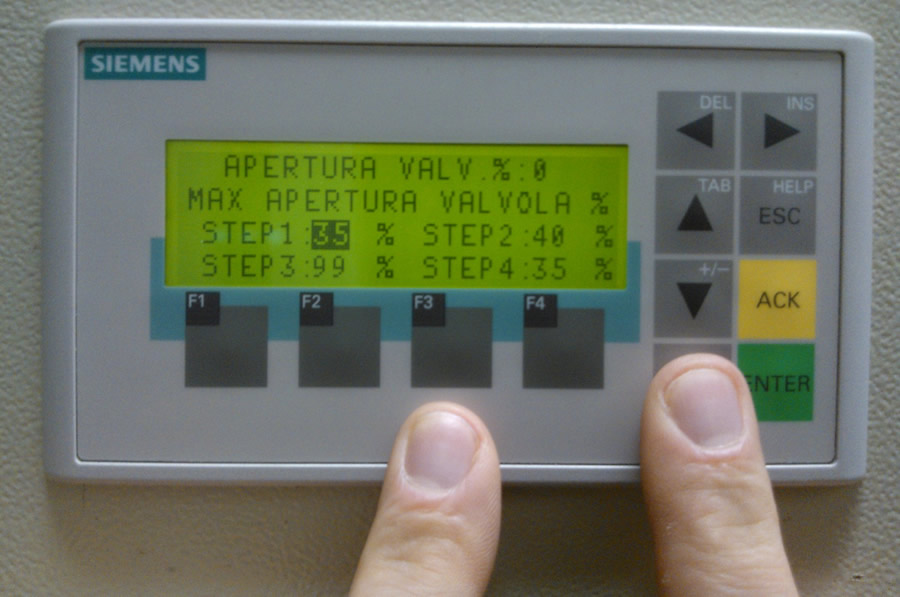 SIEMENS
APERTURA VALV.%:0
MAX APERTURA VALVOLA %
STEP1:35 % STEP2:40 %
STEP3:99 % STEP4:35 %
F1 F2 F3 F4
DEL INS
TAB HELP
ESC
+/-
ACK
ENTER